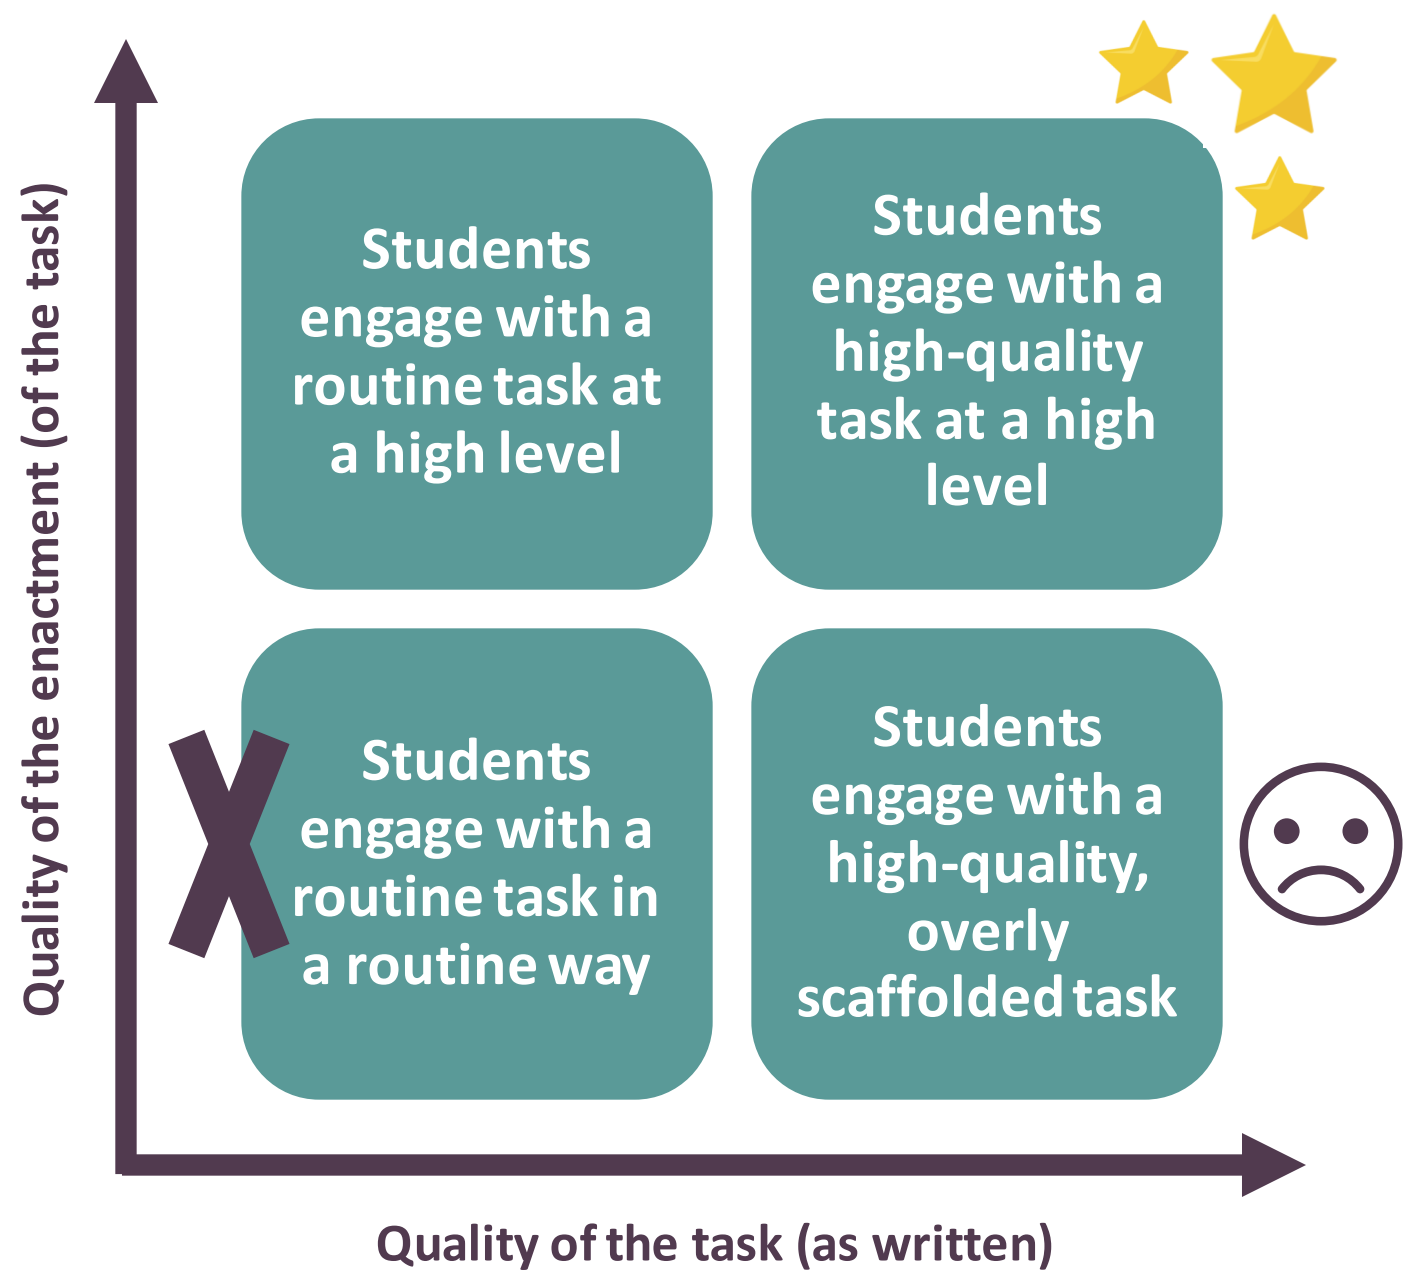 Quality of the enactment (of the task)
Students
engage with a
routine task at
a high level
Students
engage with a
high-quality
task at a high
level
Students
engage with a
routine task in
a routine way
Students
engage with a
high-quality,
overly
scaffolded task
Quality of the task (as written)